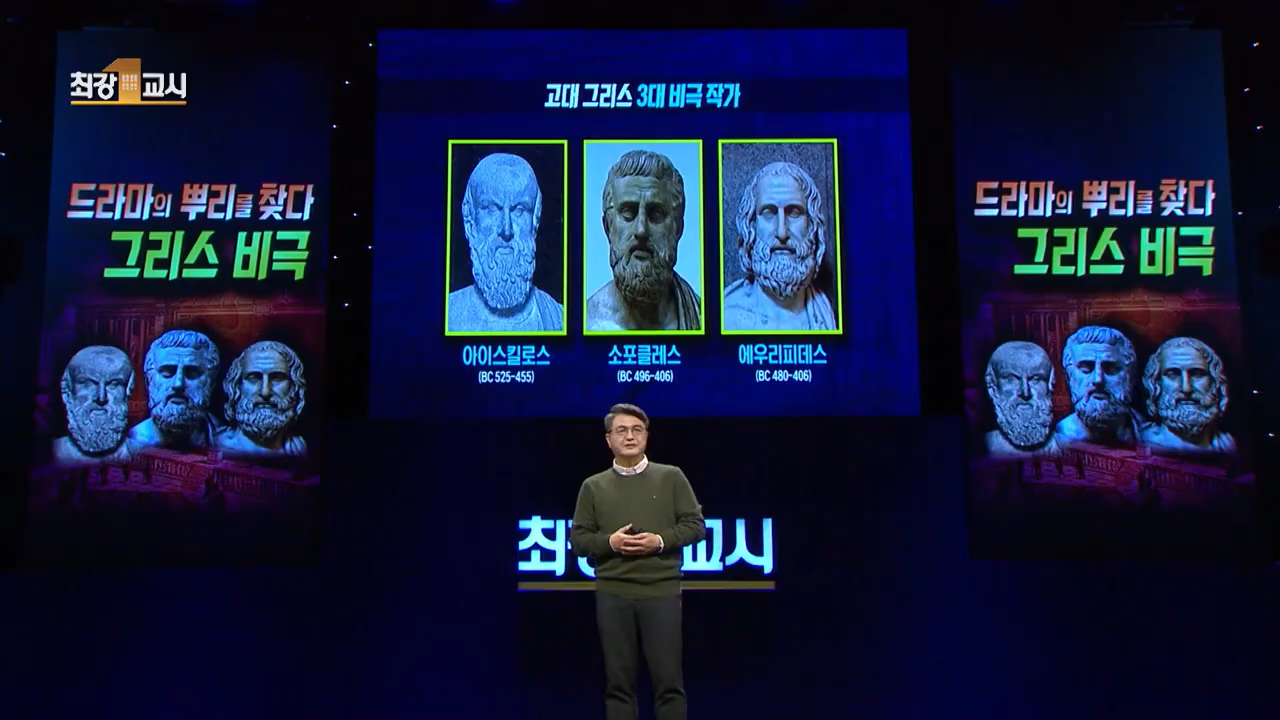 최강1교시
고대 그리스 3대 비극 작가
드라마의 뿌리를 찾다
그리스 비극
아이스킬로스
(BC 525-455)
소포클레스
(BC 496-406)
에우리피데스
(BC 480-406)
드라마의 뿌리를 찾다
그리스 비극
최강 교시